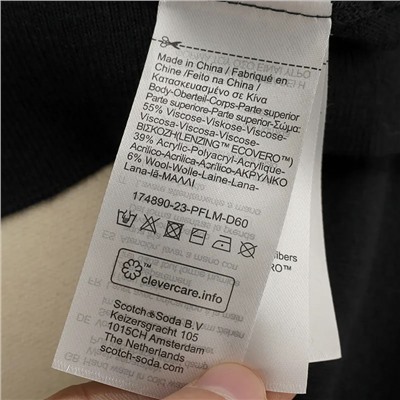 Made in China / Fabriqué en
Chine /Feito na China /
Κατασκευασμένο σε Κίνα
Body-Oberteil-Corps-Parte superior
Parte superiore-Parte superior-Σώμα:
55% Viscose-Viskose-Viscose-
Viscosa-Viscosa-Viscose-
ΒΙΣΚΟΖΗ(LENZING™ECOVERO™)
39% Acrylic-Polyacryl-Acrylique-
Acrilico-Acrilica-Acrílico-ΑΚΡΥΛΙΚΟ
6% Wool-Wolle-Laine-Lana-
Lana-lã-ΜΑΛΛΙ
174890-23-PFLM-D60
™
clevercare.info
Scotch & Soda B.V
Keizersgracht 105
1015CH Amsterdam
The Netherlands
scotch-soda.com